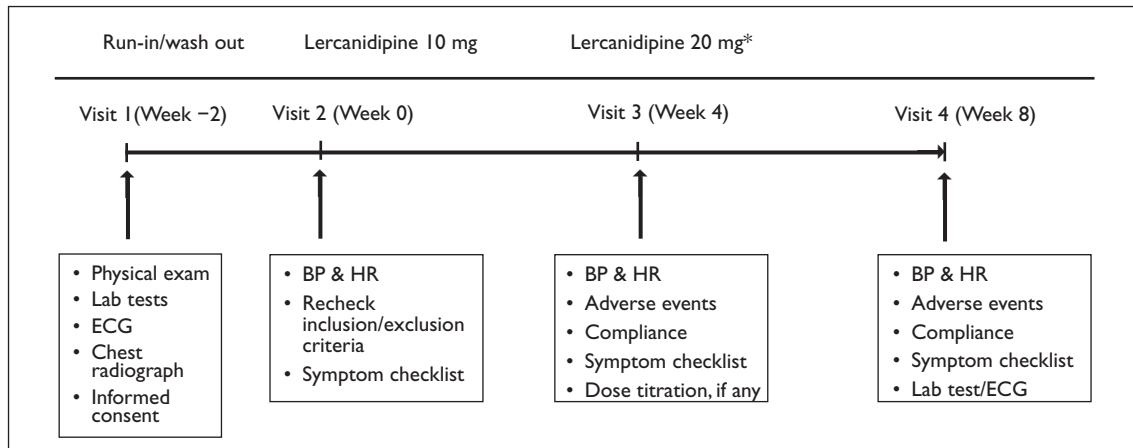 Run-in/wash out Lercanidipine 10 mg Lercanidipine 20 mg*
Visit 1(Week −2) Visit 2 (Week 0) Visit 3 (Week 4) Visit 4 (Week 8)
• Physical exam
• Lab tests
• ECG
• Chest
radiograph
• Informed
consent
• BP & HR
• Recheck
inclusion/exclusion
criteria
• Symptom checklist
• BP & HR
• Adverse events
• Compliance
• Symptom checklist
• Dose titration, if any
• BP & HR
• Adverse events
• Compliance
• Symptom checklist
• Lab test/ECG